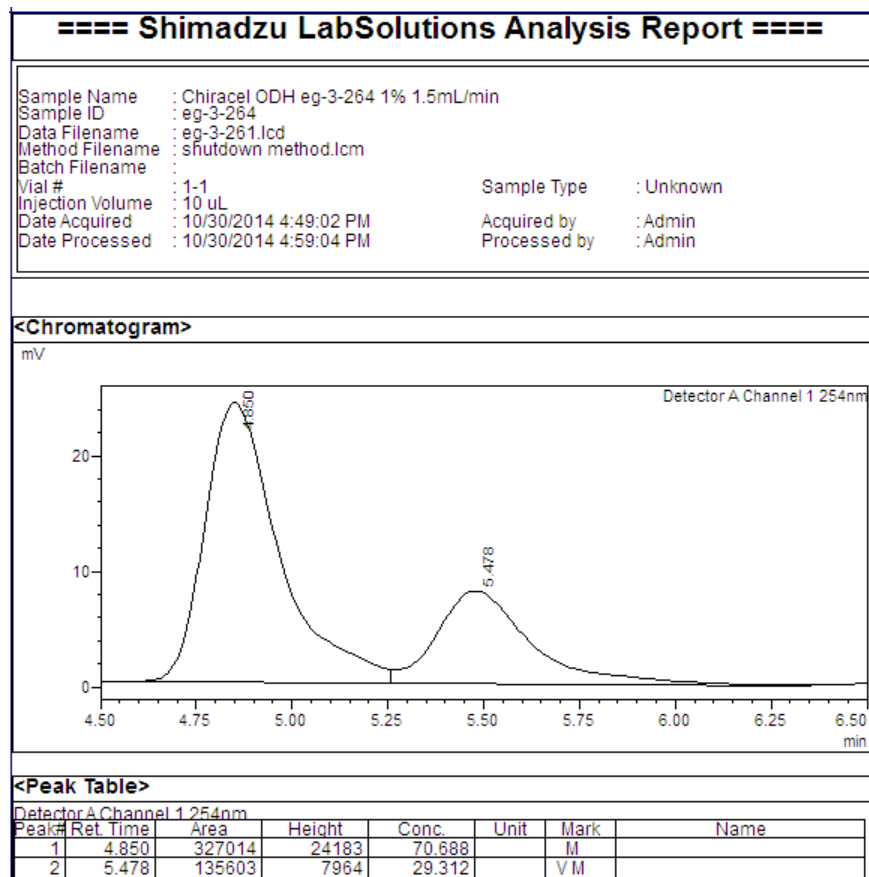 ==== Shimadzu LabSolutions Analysis Report ====
Sample Name : Chiracel ODH eg-3-264 1% 1.5mL/min
Sample ID : eg-3-264
Data Filename : eg-3-261.lcd
Method Filename : shutdown method.lcm
Batch Filename :
Vial # : 1-1 Sample Type : Unknown
Injection Volume : 10 uL
Date Acquired : 10/30/2014 4:49:02 PM Acquired by : Admin
Date Processed : 10/30/2014 4:59:04 PM Processed by : Admin
<Chromatogram>
mV
Detector A Channel 1 254nm
4.850
5.478
20
10
0
4.50 4.75 5.00 5.25 5.50 5.75 6.00 6.25 6.50
min
<Peak Table>
Detector A Channel 1 254nm
Peak# Ret. Time Area Height Conc. Unit Mark Name
1 4.850 327014 24183 70.688 M
2 5.478 135603 7964 29.312 V M